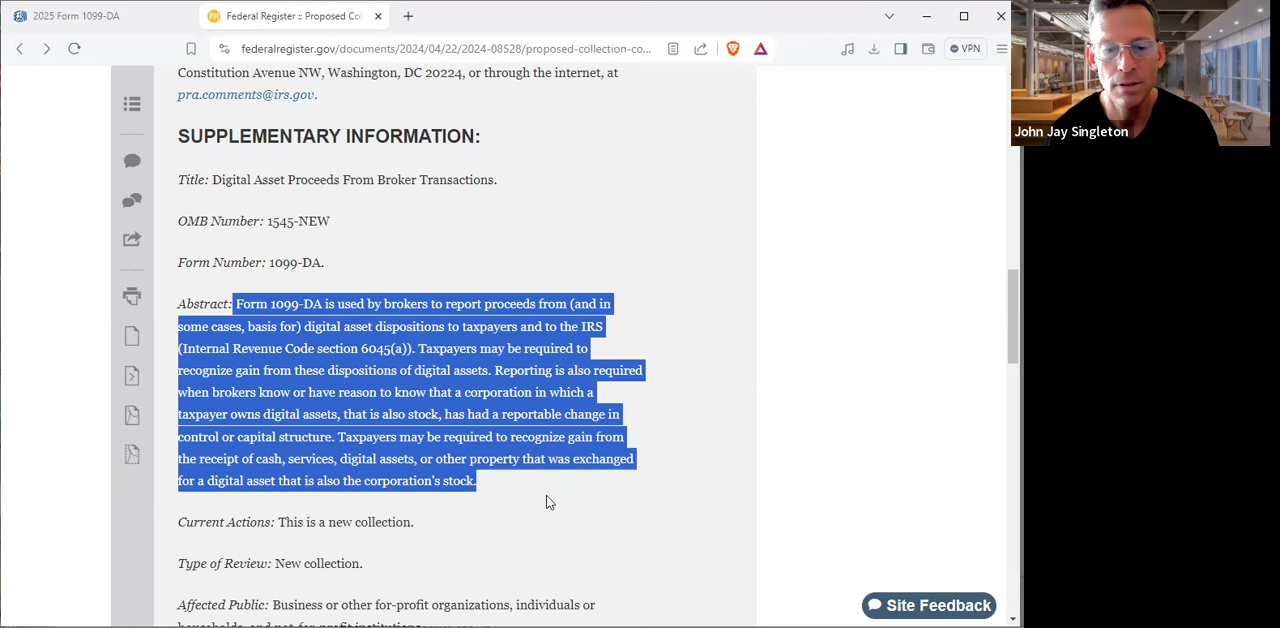 2025 Form 1099-DA
FR
Federal Register :: Proposed Col
federalregister.gov/documents/2024/04/22/2024-08528/proposed-collection-co...
VPN
Constitution Avenue NW, Washington, DC 20224, or through the internet, at
pra.comments@irs.gov.
SUPPLEMENTARY INFORMATION:
Title: Digital Asset Proceeds From Broker Transactions.
OMB Number: 1545-NEW
Form Number: 1099-DA.
Abstract: Form 1099-DA is used by brokers to report proceeds from (and in
some cases, basis for) digital asset dispositions to taxpayers and to the IRS
(Internal Revenue Code section 6045(a)). Taxpayers may be required to
recognize gain from these dispositions of digital assets. Reporting is also required
when brokers know or have reason to know that a corporation in which a
taxpayer owns digital assets, that is also stock, has had a reportable change in
control or capital structure. Taxpayers may be required to recognize gain from
the receipt of cash, services, digital assets, or other property that was exchanged
for a digital asset that is also the corporation's stock.
Current Actions: This is a new collection.
Type of Review: New collection.
Affected Public: Business or other for-profit organizations, individuals or
households, and not-for-profit institutions
Site Feedback
John Jay Singleton